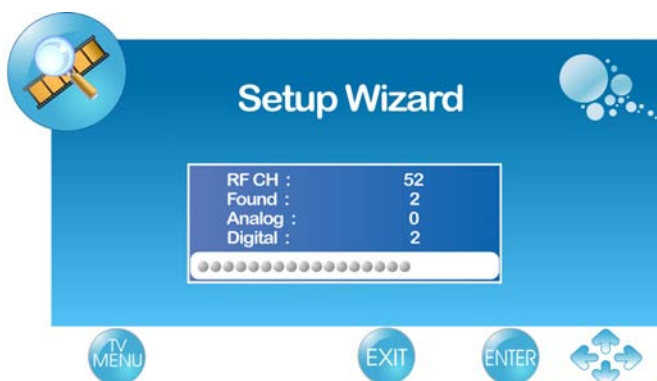 Setup Wizard
RF CH : 52
Found : 2
Analog : 0
Digital : 2
TV
MENU
EXIT
ENTER